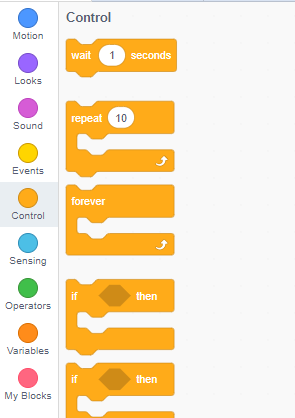 Motion
Looks
Sound
Events
Control
Sensing
Operators
Variables
My Blocks
Control
wait 1 seconds
repeat 10
forever
if then
if then